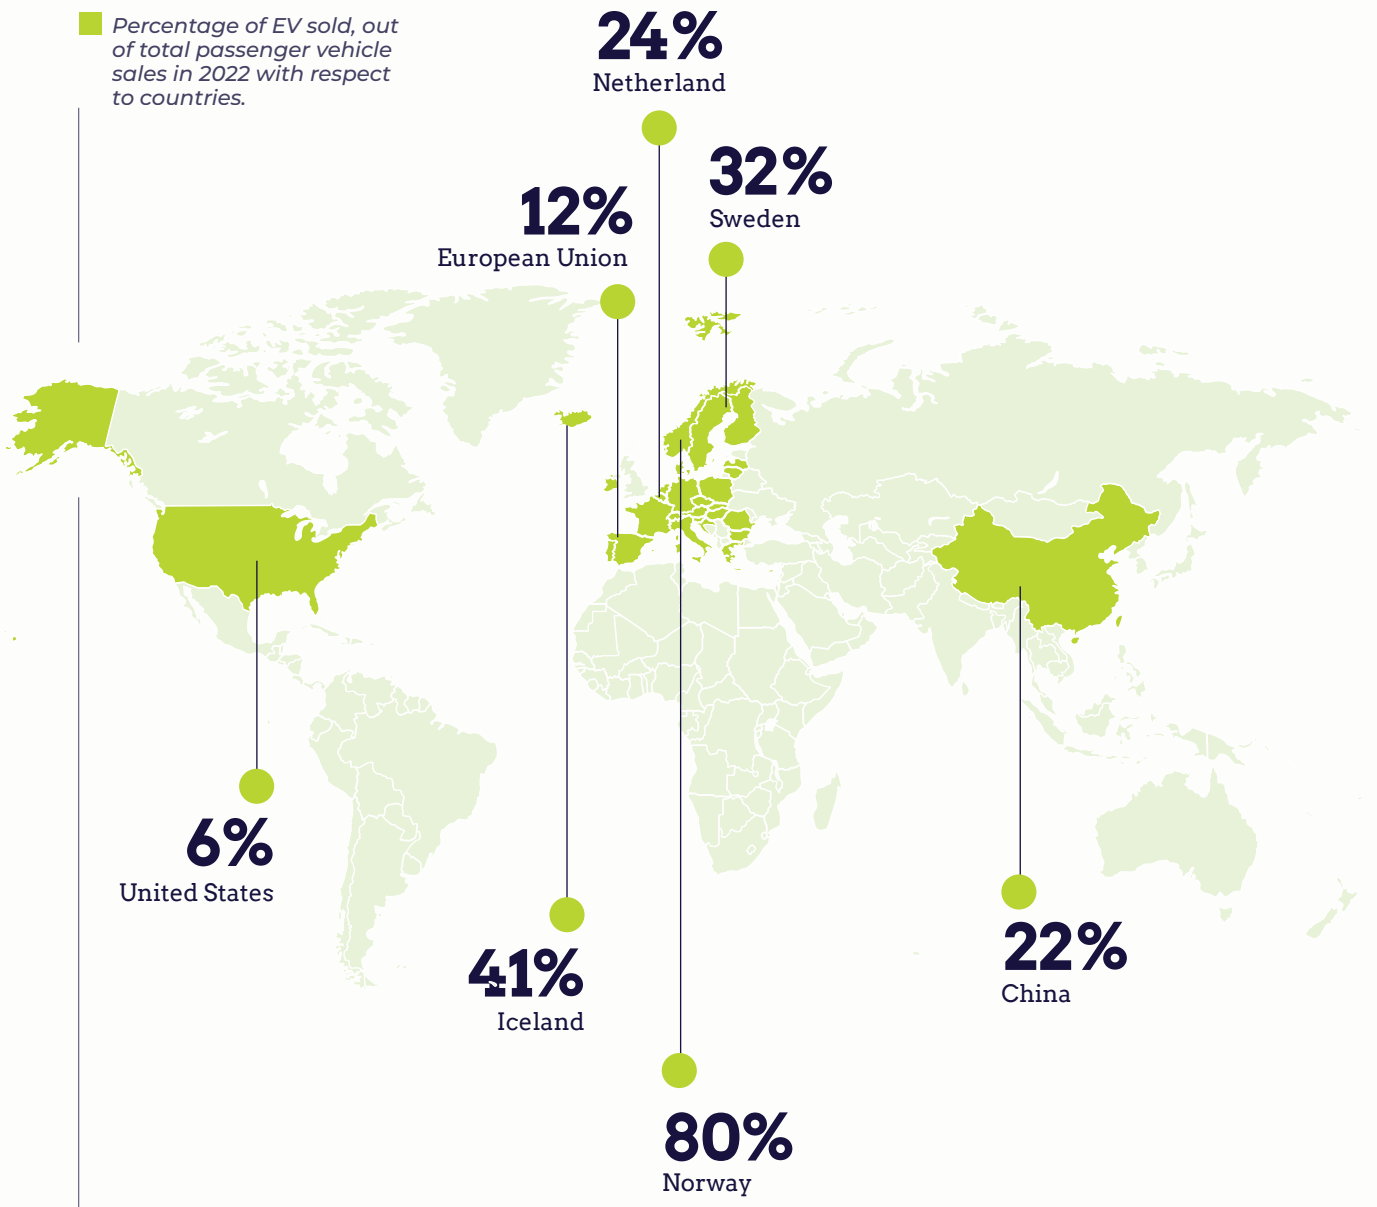 Percentage of EV sold, out
of total passenger vehicle
sales in 2022 with respect
to countries.
24%
Netherland
32%
Sweden
12%
European Union
6%
United States
41%
Iceland
22%
China
80%
Norway